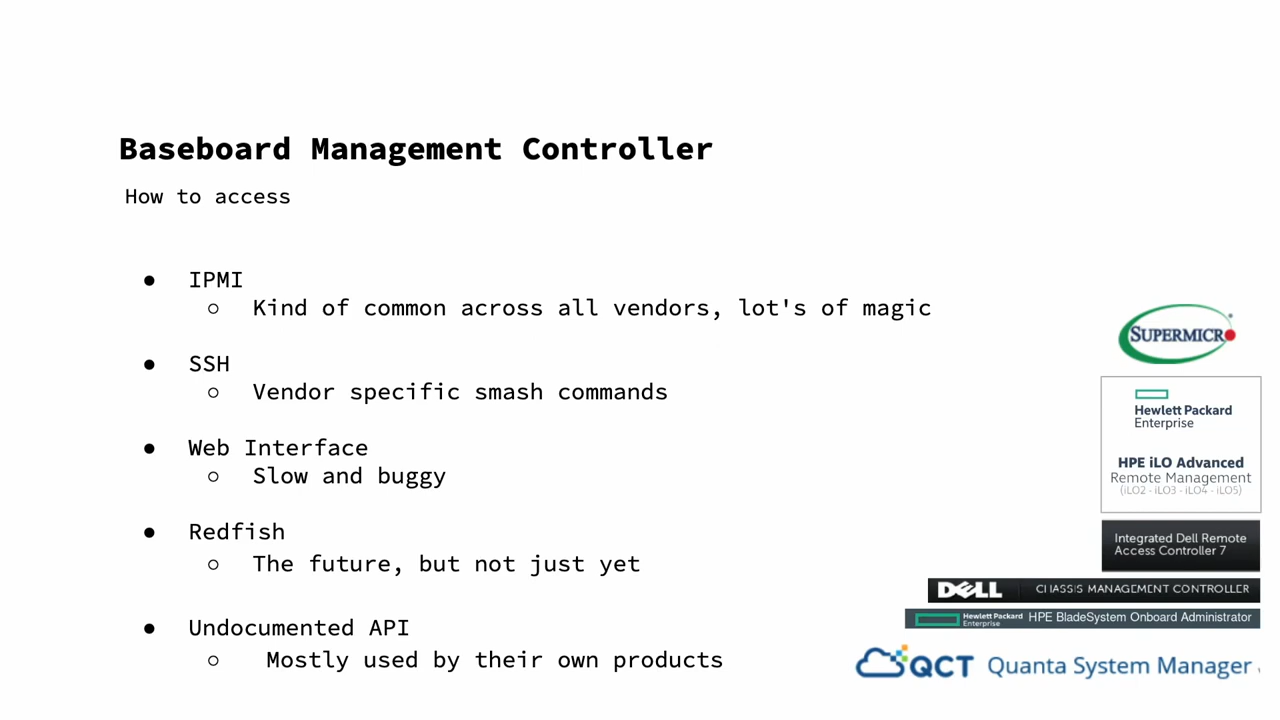 Baseboard Management Controller
How to access
● IPMI
○ Kind of common across all vendors, lot's of magic
● SSH
○ Vendor specific smash commands
● Web Interface
○ Slow and buggy
● Redfish
○ The future, but not just yet
● Undocumented API
○ Mostly used by their own products
SUPERMICRO
Hewlett Packard
Enterprise
HPE iLO Advanced
Remote Management
(iLO2 - iLO3 - iLO4 - iLO5)
Integrated Dell Remote
Access Controller 7
DELL CHASSIS MANAGEMENT CONTROLLER
Hewlett Packard
Enterprise
HPE BladeSystem Onboard Administrator
QCT Quanta System Manager